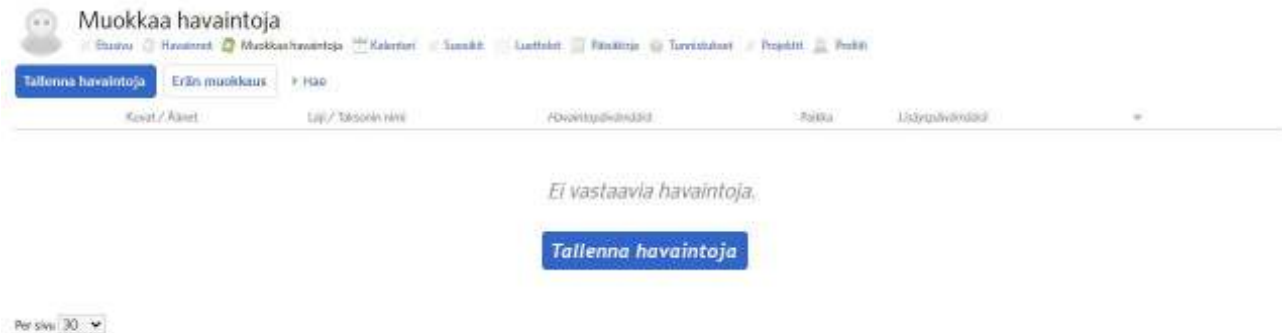 Muokkaa havaintoja
Etusivu Havainnot Muokkaa havaintoja Kalenteri Suosikit Luettelot Päiväkirja Tunnistukset Projektit Profiili
Tallenna havaintoja Erän muokkaus Hae
Kuvat / Äänet Laji / Taksonin nimi Havaintopäivämäärä Paikka Lisäyspäivämäärä
Ei vastaavia havaintoja.
Tallenna havaintoja
Per sivu 30